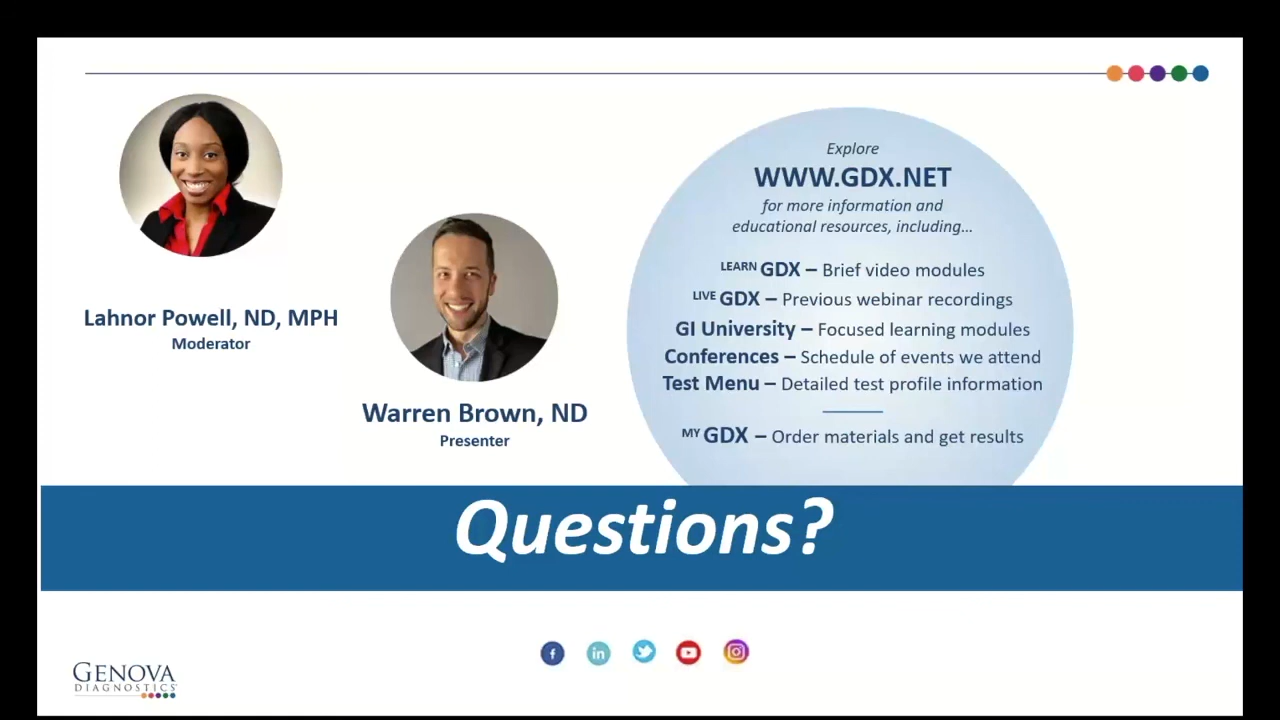 Lahnor Powell, ND, MPH
Moderator
Warren Brown, ND
Presenter
Explore
WWW.GDX.NET
for more information and
educational resources, including...
LEARN GDX – Brief video modules
LIVE GDX – Previous webinar recordings
GI University – Focused learning modules
Conferences – Schedule of events we attend
Test Menu – Detailed test profile information
MY GDX – Order materials and get results
Questions?
f
in
GENOVA
DIAGNOSTICS